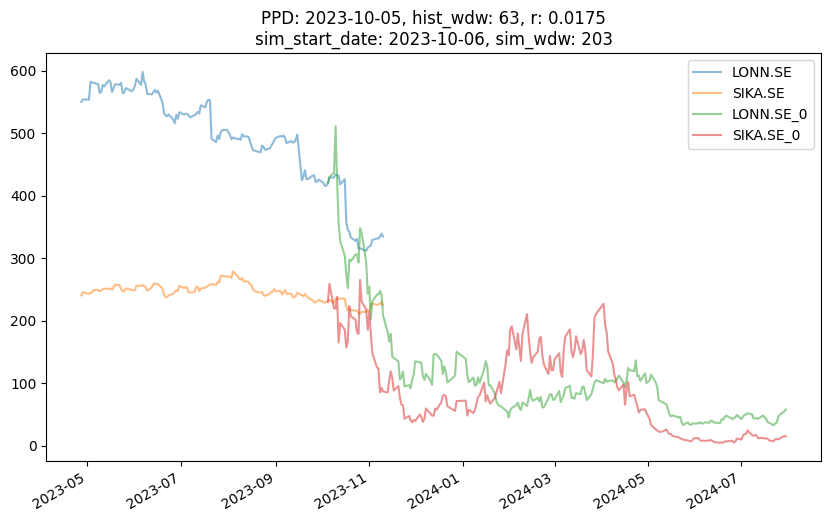 PPD: 2023-10-05, hist_wdw: 63, r: 0.0175
sim_start_date: 2023-10-06, sim_wdw: 203
LONN.SE
SIKA.SE
LONN.SE_0
SIKA.SE_0
600
500
400
300
200
100
0
2023-05
2023-07
2023-09
2023-11
2024-01
2024-03
2024-05
2024-07